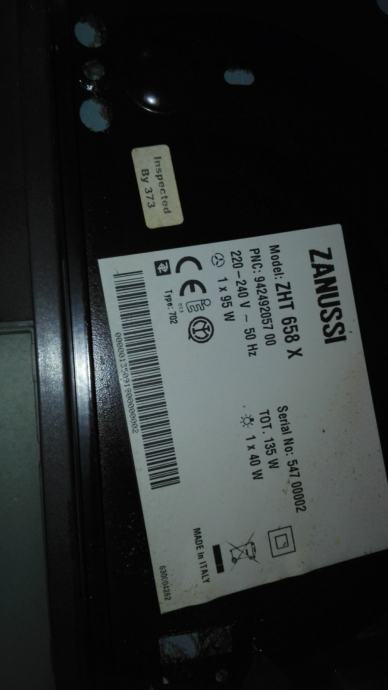 Inspected
By 373
ZANUSSI
Model: ZHT 658 X
PNC: 942492057 00
220-240 V ~ 50 Hz
1 x 95 W
Serial No: 547 00002
TOT. 135 W
1 x 40 W
CE
Type: 702
MADE IN ITALY